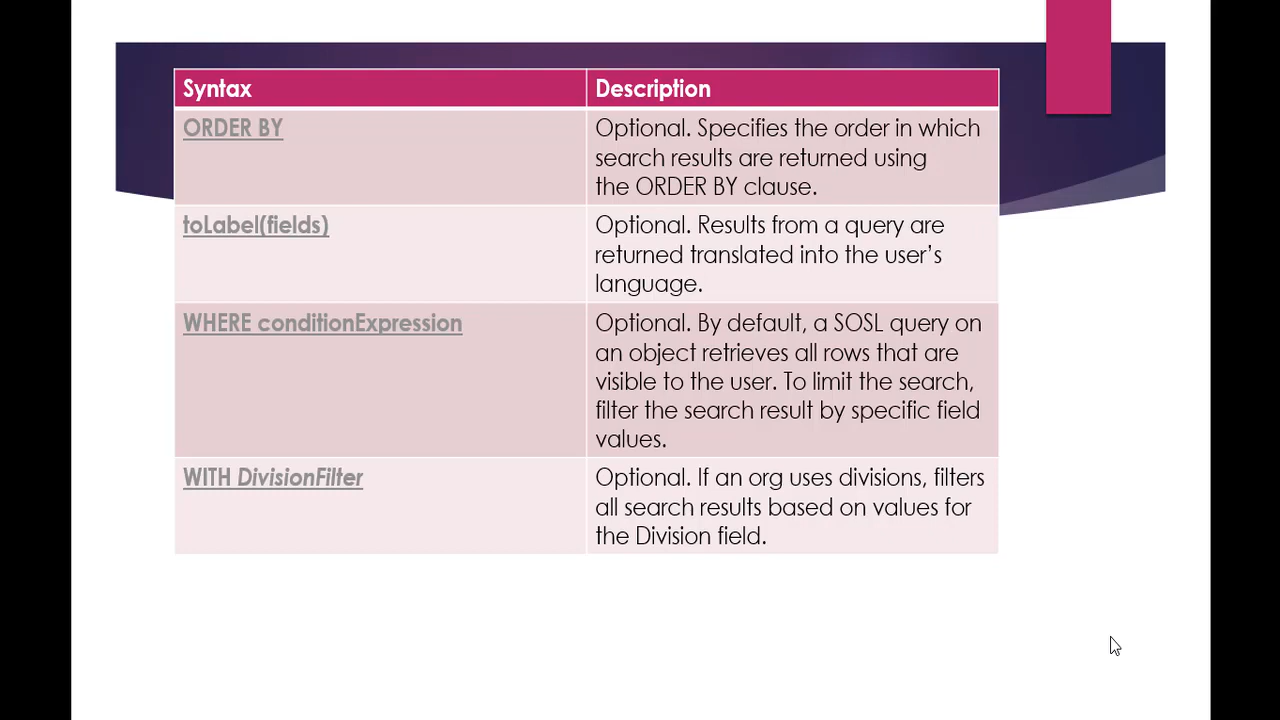 Syntax
Description
ORDER BY
Optional. Specifies the order in which
search results are returned using
the ORDER BY clause.
toLabel(fields)
Optional. Results from a query are
returned translated into the user’s
language.
WHERE conditionExpression
Optional. By default, a SOSL query on
an object retrieves all rows that are
visible to the user. To limit the search,
filter the search result by specific field
values.
WITH DivisionFilter
Optional. If an org uses divisions, filters
all search results based on values for
the Division field.